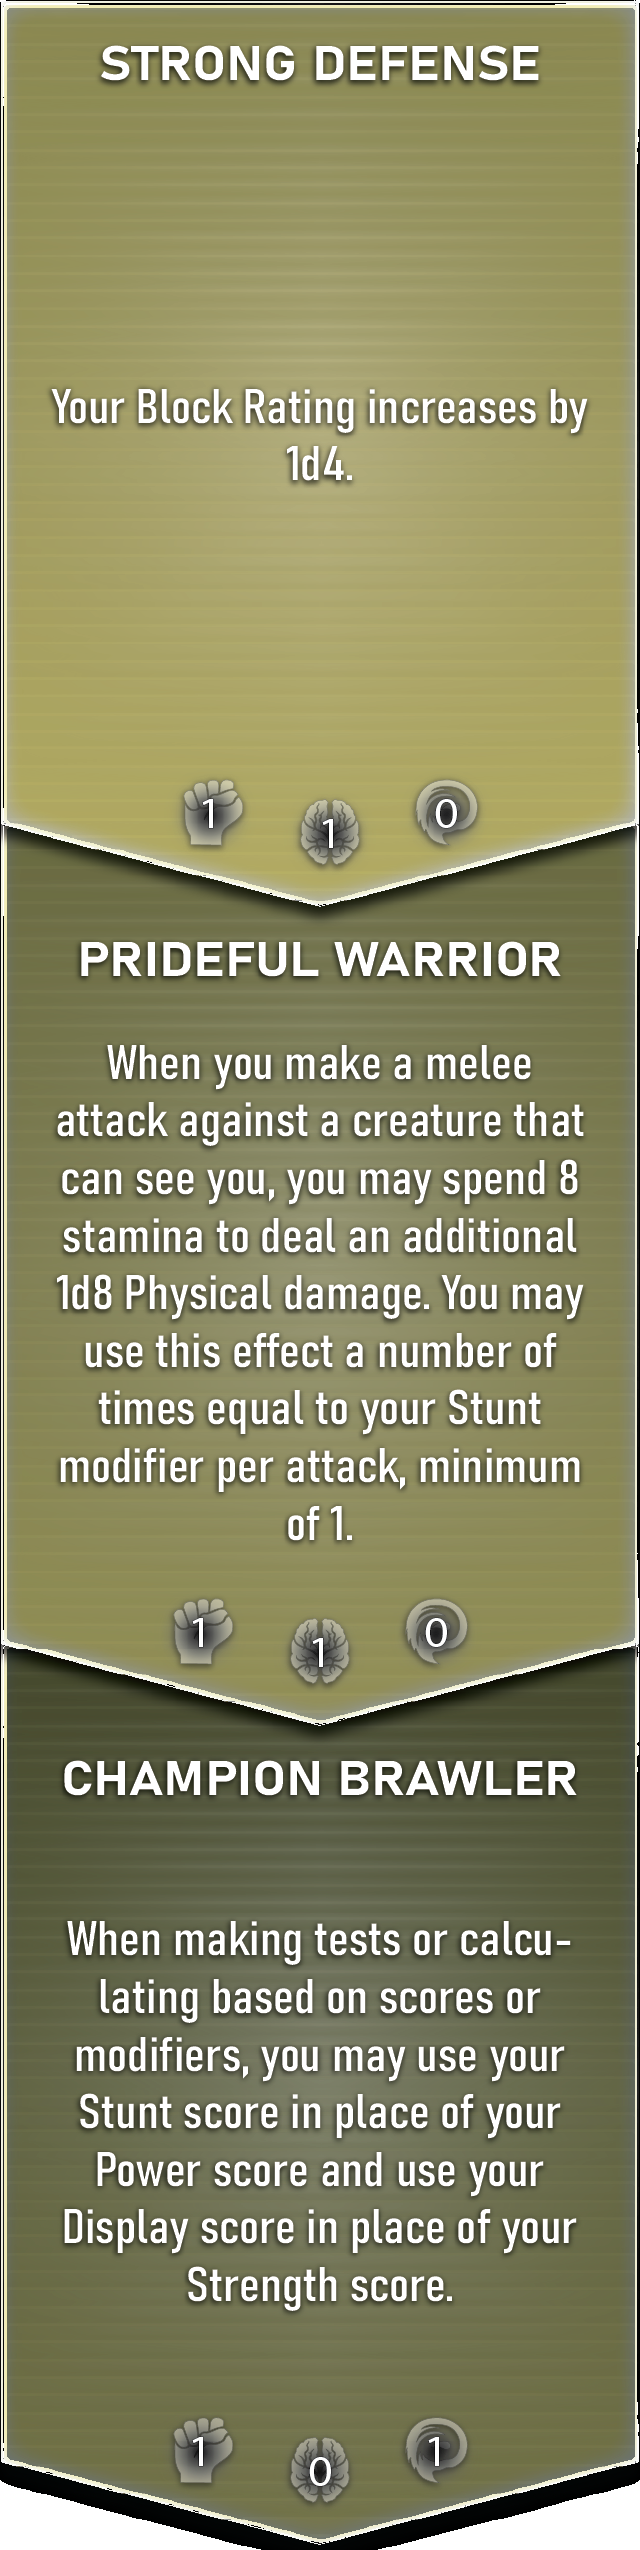 STRONG DEFENSE
Your Block Rating increases by
1d4.
1 1 0
PRIDEFUL WARRIOR
When you make a melee
attack against a creature that
can see you, you may spend 8
stamina to deal an additional
1d8 Physical damage. You may
use this effect a number of
times equal to your Stunt
modifier per attack, minimum
of 1.
1 1 0
CHAMPION BRAWLER
When making tests or calcu-
lating based on scores or
modifiers, you may use your
Stunt score in place of your
Power score and use your
Display score in place of your
Strength score.
1 0 1